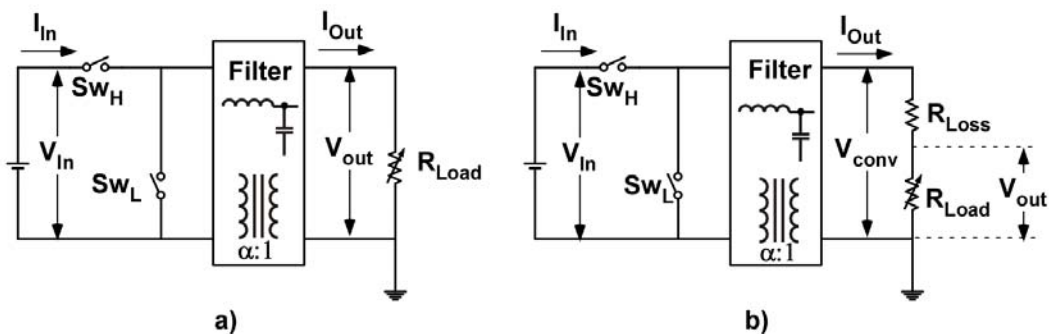 I_In
I_Out
Sw_H
Filter
V_In
Sw_L
V_out
R_Load
α:1
a)
I_In
I_Out
Sw_H
Filter
R_Loss
V_In
Sw_L
V_conv
R_Load
V_out
α:1
b)